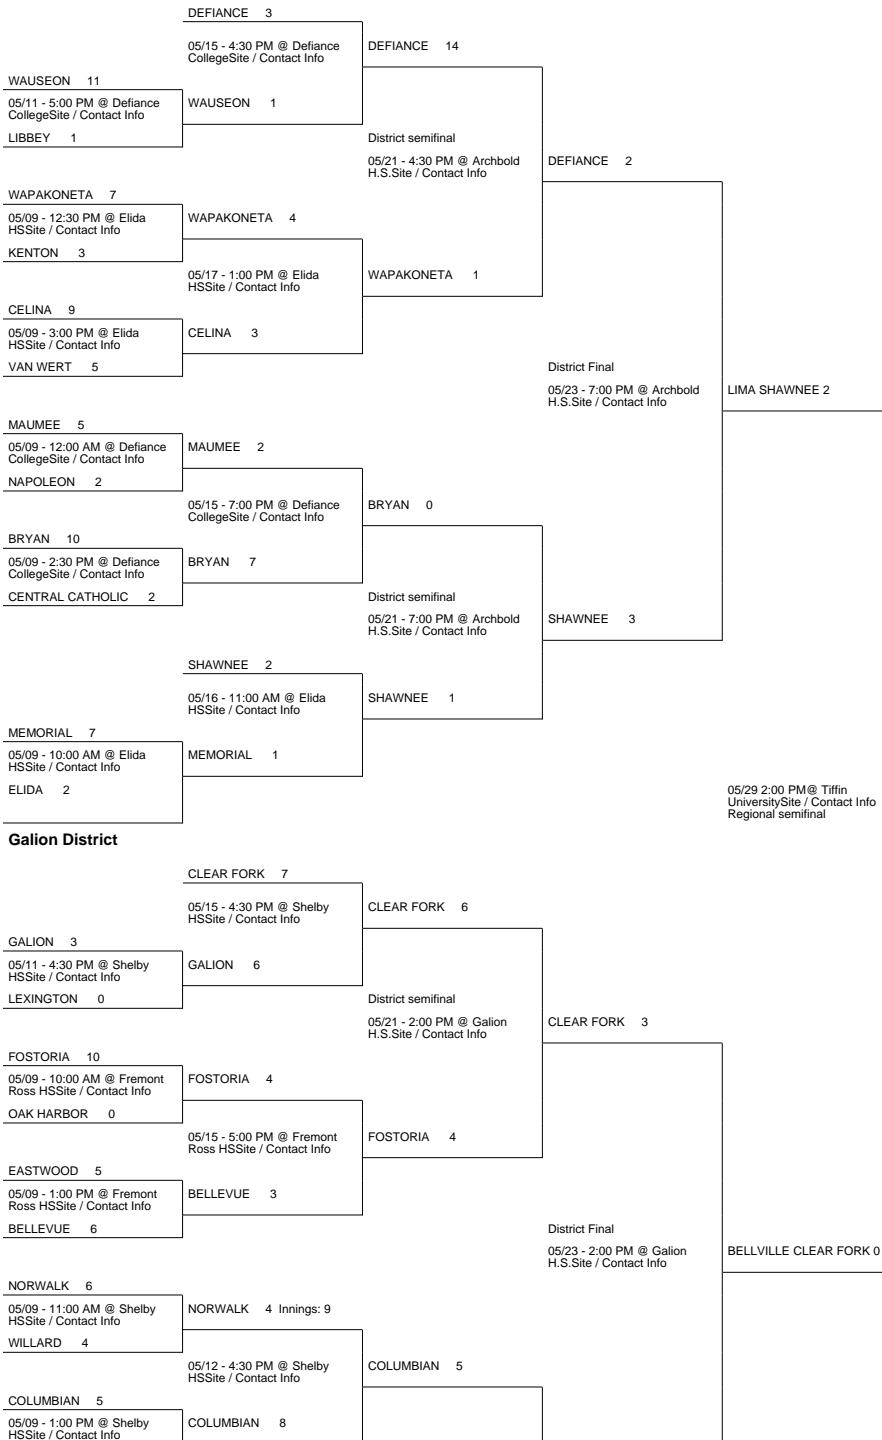 DEFIANCE 3
05/15 - 4:30 PM @ Defiance
CollegeSite / Contact Info
DEFIANCE 14
WAUSEON 11
05/11 - 5:00 PM @ Defiance
CollegeSite / Contact Info
WAUSEON 1
LIBBEY 1
District semifinal
05/21 - 4:30 PM @ Archbold
H.S.Site / Contact Info
DEFIANCE 2
WAPAKONETA 7
05/09 - 12:30 PM @ Elida
HSSite / Contact Info
WAPAKONETA 4
KENTON 3
05/17 - 1:00 PM @ Elida
HSSite / Contact Info
WAPAKONETA 1
CELINA 9
05/09 - 3:00 PM @ Elida
HSSite / Contact Info
CELINA 3
VAN WERT 5
District Final
05/23 - 7:00 PM @ Archbold
H.S.Site / Contact Info
LIMA SHAWNEE 2
MAUMEE 5
05/09 - 12:00 AM @ Defiance
CollegeSite / Contact Info
MAUMEE 2
NAPOLEON 2
05/15 - 7:00 PM @ Defiance
CollegeSite / Contact Info
BRYAN 0
BRYAN 10
05/09 - 2:30 PM @ Defiance
CollegeSite / Contact Info
BRYAN 7
CENTRAL CATHOLIC 2
District semifinal
05/21 - 7:00 PM @ Archbold
H.S.Site / Contact Info
SHAWNEE 3
SHAWNEE 2
05/16 - 11:00 AM @ Elida
HSSite / Contact Info
SHAWNEE 1
MEMORIAL 7
05/09 - 10:00 AM @ Elida
HSSite / Contact Info
MEMORIAL 1
ELIDA 2
05/29 2:00 PM@ Tiffin
UniversitySite / Contact Info
Regional semifinal
Galion District
CLEAR FORK 7
05/15 - 4:30 PM @ Shelby
HSSite / Contact Info
CLEAR FORK 6
GALION 3
05/11 - 4:30 PM @ Shelby
HSSite / Contact Info
GALION 6
LEXINGTON 0
District semifinal
05/21 - 2:00 PM @ Galion
H.S.Site / Contact Info
CLEAR FORK 3
FOSTORIA 10
05/09 - 10:00 AM @ Fremont
Ross HSSite / Contact Info
FOSTORIA 4
OAK HARBOR 0
05/15 - 5:00 PM @ Fremont
Ross HSSite / Contact Info
FOSTORIA 4
EASTWOOD 5
05/09 - 1:00 PM @ Fremont
Ross HSSite / Contact Info
BELLEVUE 3
BELLEVUE 6
District Final
05/23 - 2:00 PM @ Galion
H.S.Site / Contact Info
BELLVILLE CLEAR FORK 0
NORWALK 6
05/09 - 11:00 AM @ Shelby
HSSite / Contact Info
NORWALK 4 Innings: 9
WILLARD 4
05/12 - 4:30 PM @ Shelby
HSSite / Contact Info
COLUMBIAN 5
COLUMBIAN 5
05/09 - 1:00 PM @ Shelby
HSSite / Contact Info
COLUMBIAN 8